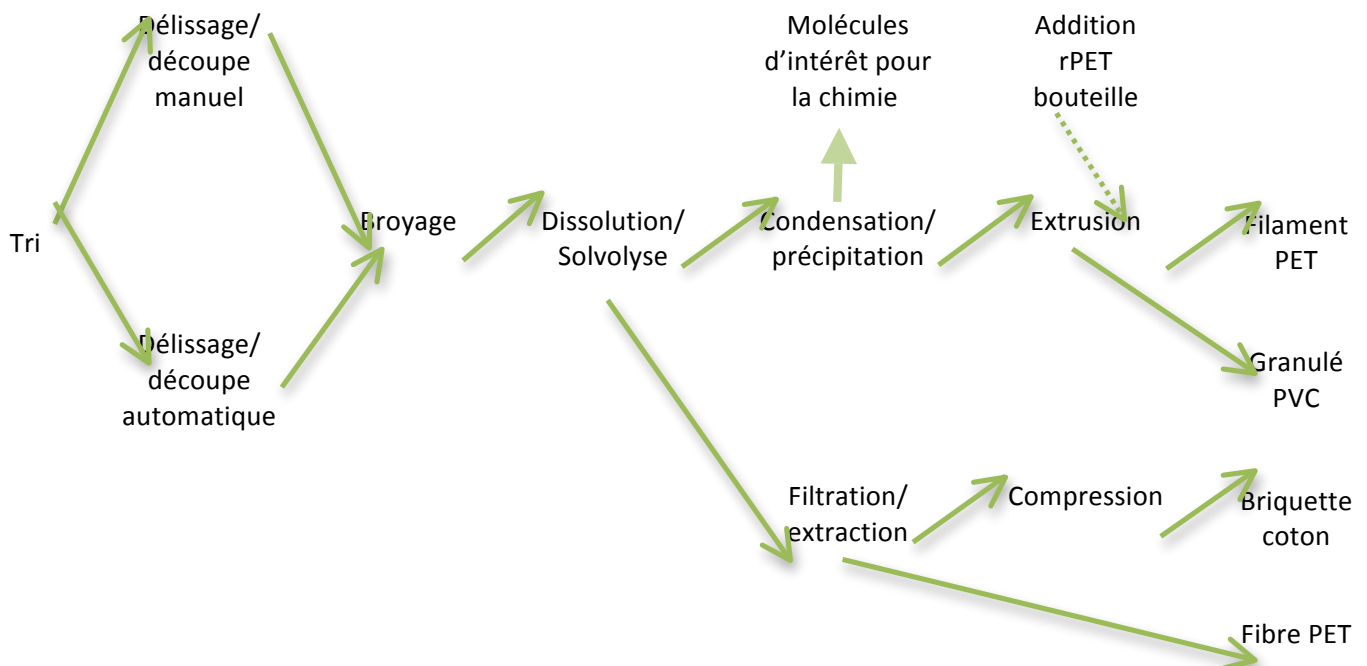 Délissage/
découpe
manuel
Molécules
d’intérêt pour
la chimie
Addition
rPET
bouteille
Tri
Broyage
Dissolution/
Solvolyse
Condensation/
précipitation
Extrusion
Filament
PET
Délissage/
découpe
automatique
Granulé
PVC
Filtration/
extraction
Compression
Briquette
coton
Fibre PET